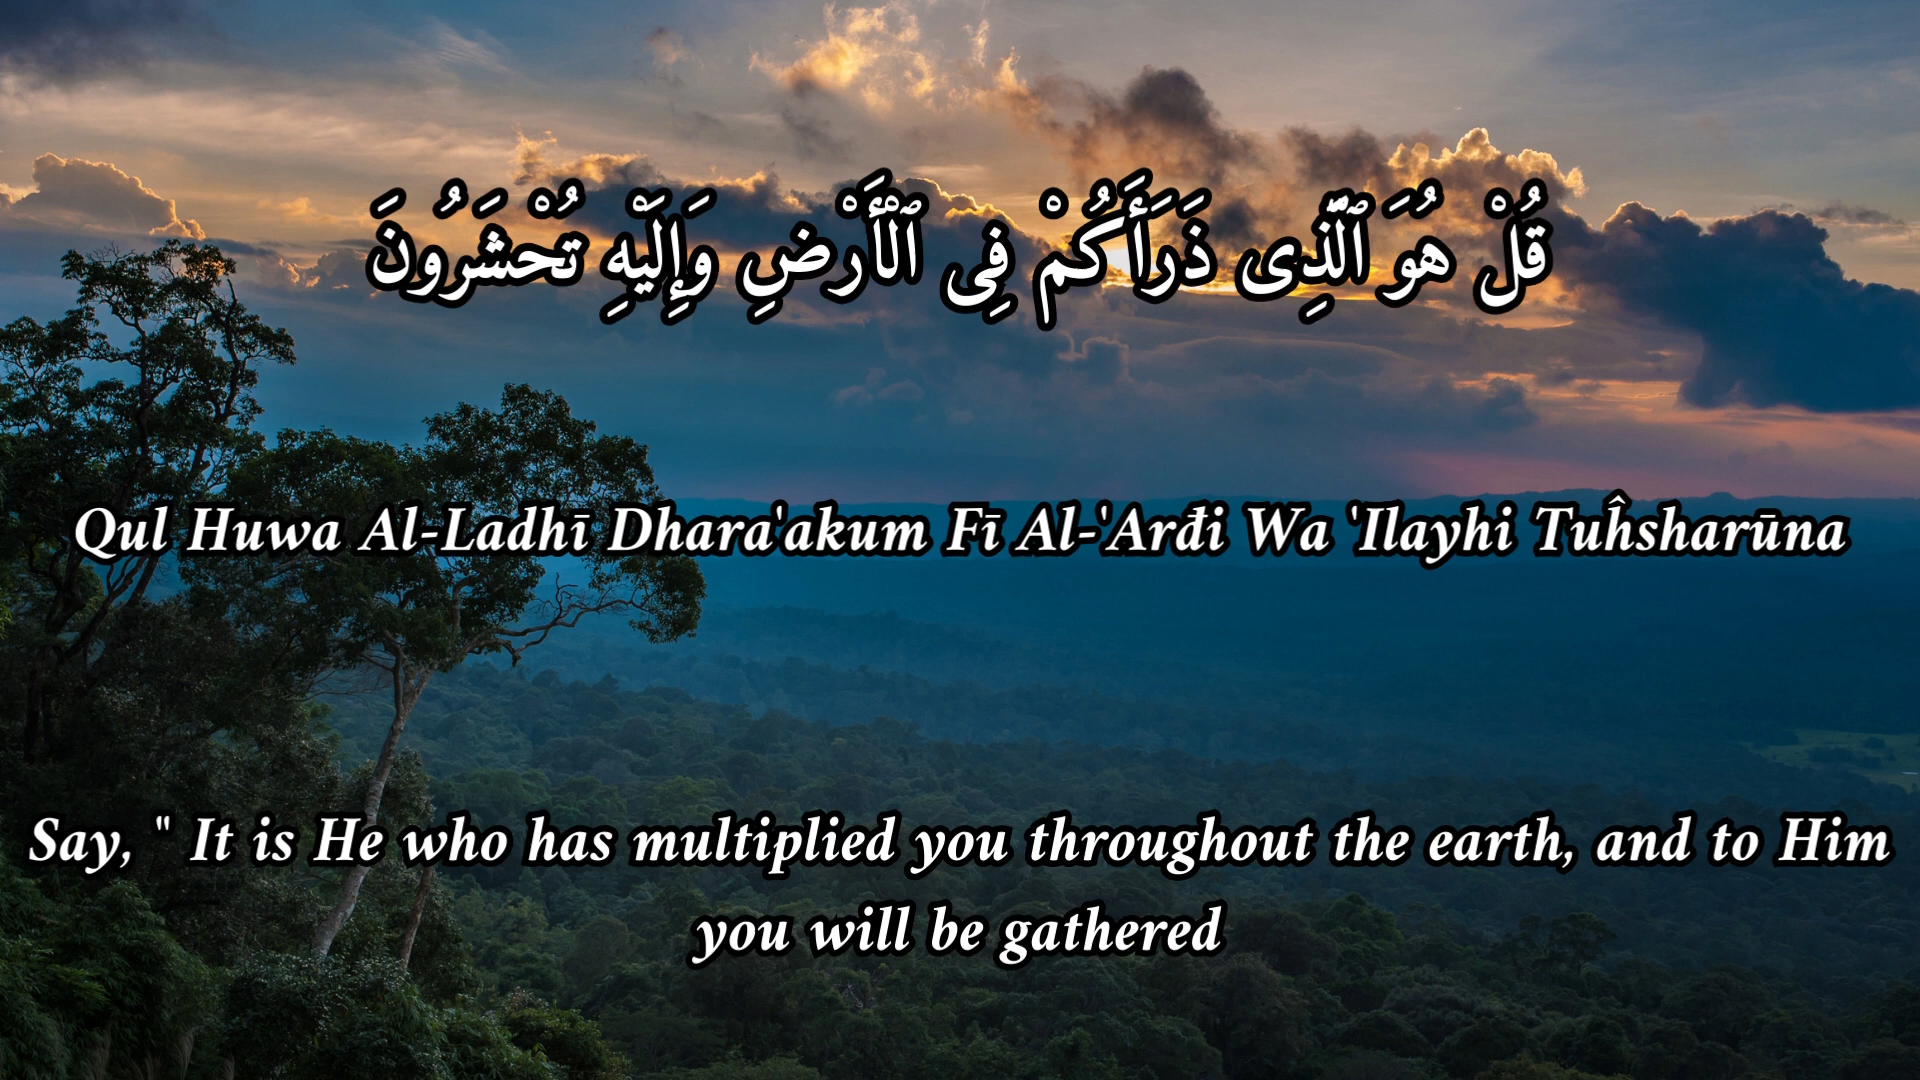 قُلْ هُوَ ٱلَّذِى ذَرَأَكُمْ فِى ٱلْأَرْضِ وَإِلَيْهِ تُحْشَرُونَ
Qul Huwa Al-Ladhī Dhara'akum Fī Al-'Arđi Wa 'Ilayhi Tuĥsharūna
Say, " It is He who has multiplied you throughout the earth, and to Him
you will be gathered